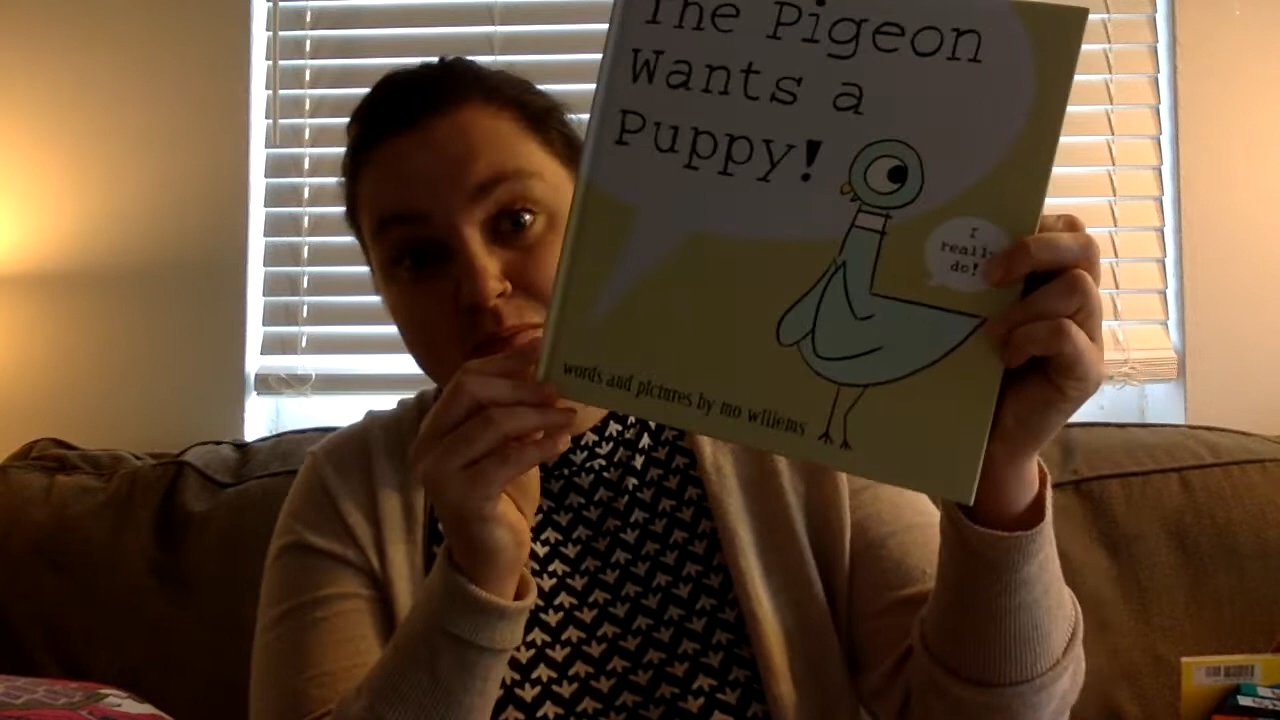 The Pigeon
Wants a
Puppy!
I
really
do!
words and pictures by mo willems